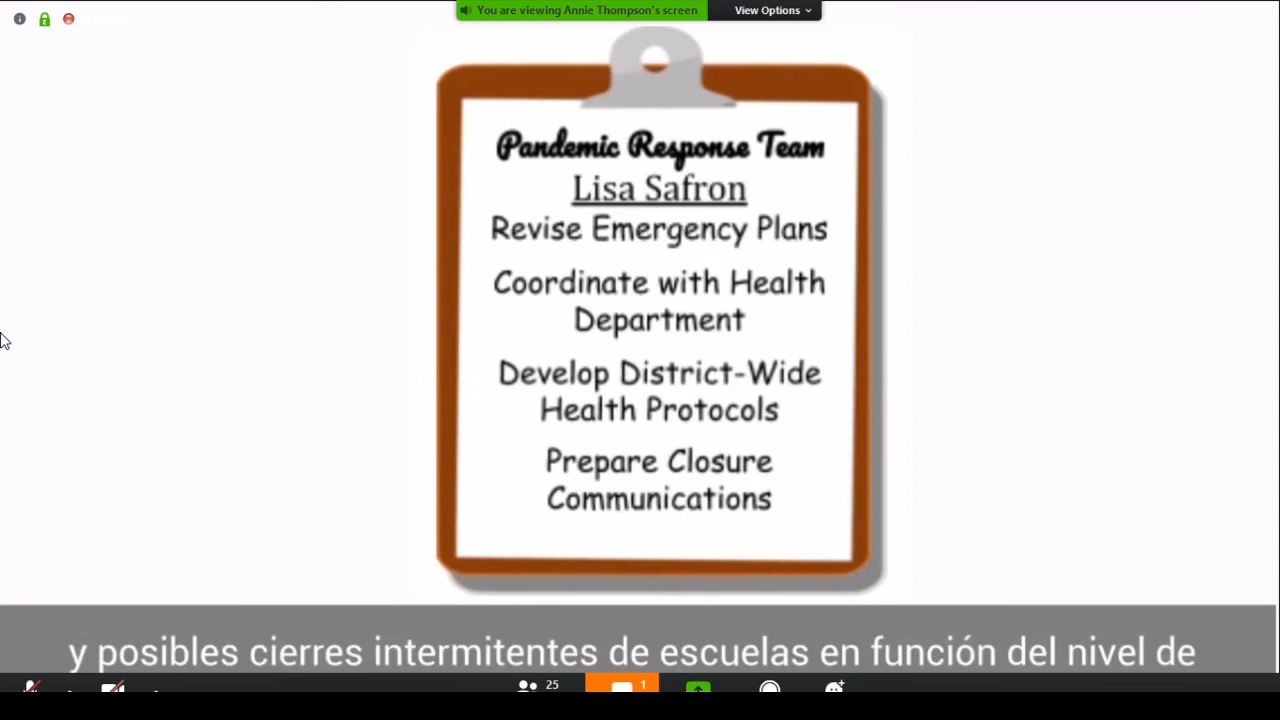 You are viewing Annie Thompson's screen
View Options
Pandemic Response Team
Lisa Safron
Revise Emergency Plans
Coordinate with Health
Department
Develop District-Wide
Health Protocols
Prepare Closure
Communications
y posibles cierres intermitentes de escuelas en función del nivel de
25
1